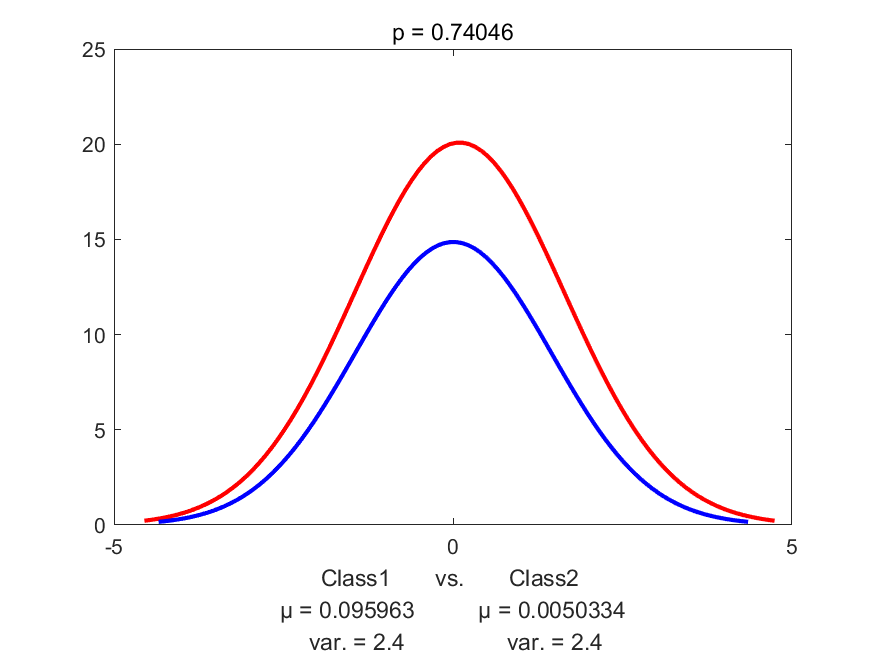 p = 0.74046
25
20
15
10
5
0
-5 0 5
Class1 vs. Class2
μ = 0.095963 μ = 0.0050334
var. = 2.4 var. = 2.4